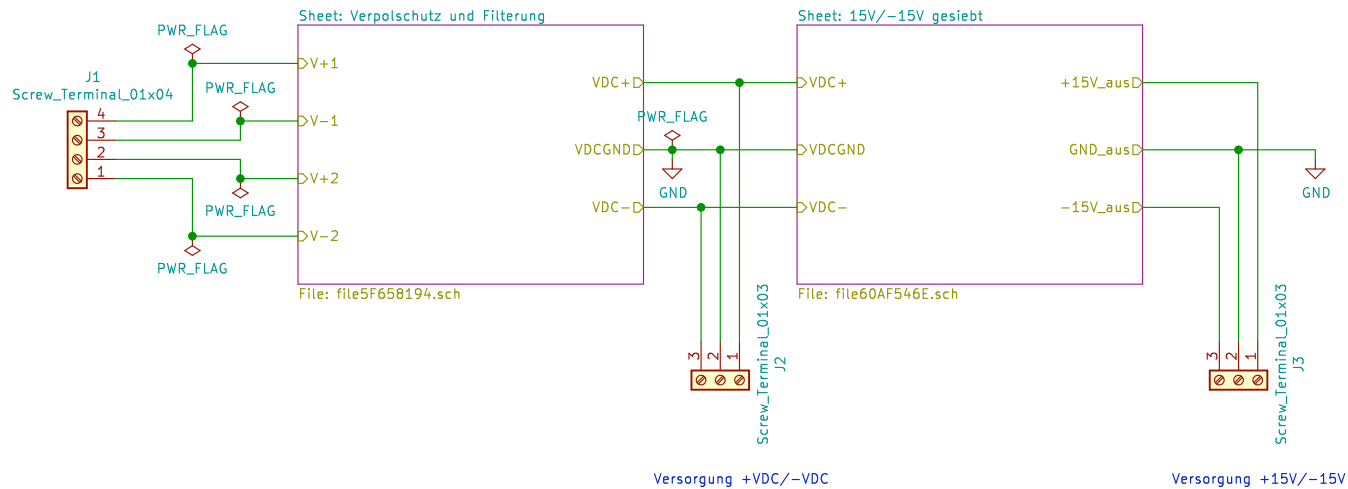 Sheet: Verpolschutz und Filterung
Sheet: 15V/-15V gesiebt
PWR_FLAG
V+1
J1
Screw_Terminal_01x04
PWR_FLAG
VDC+
VDC+
+15V_aus
4
3
2
1
V-1
PWR_FLAG
VDCGND
VDCGND
GND_aus
V+2
GND
GND
PWR_FLAG
VDC-
VDC-
-15V_aus
V-2
PWR_FLAG
File: file5F658194.sch
File: file60AF546E.sch
3
2
1
Screw_Terminal_01x03
J2
3
2
1
Screw_Terminal_01x03
J3
Versorgung +VDC/-VDC
Versorgung +15V/-15V